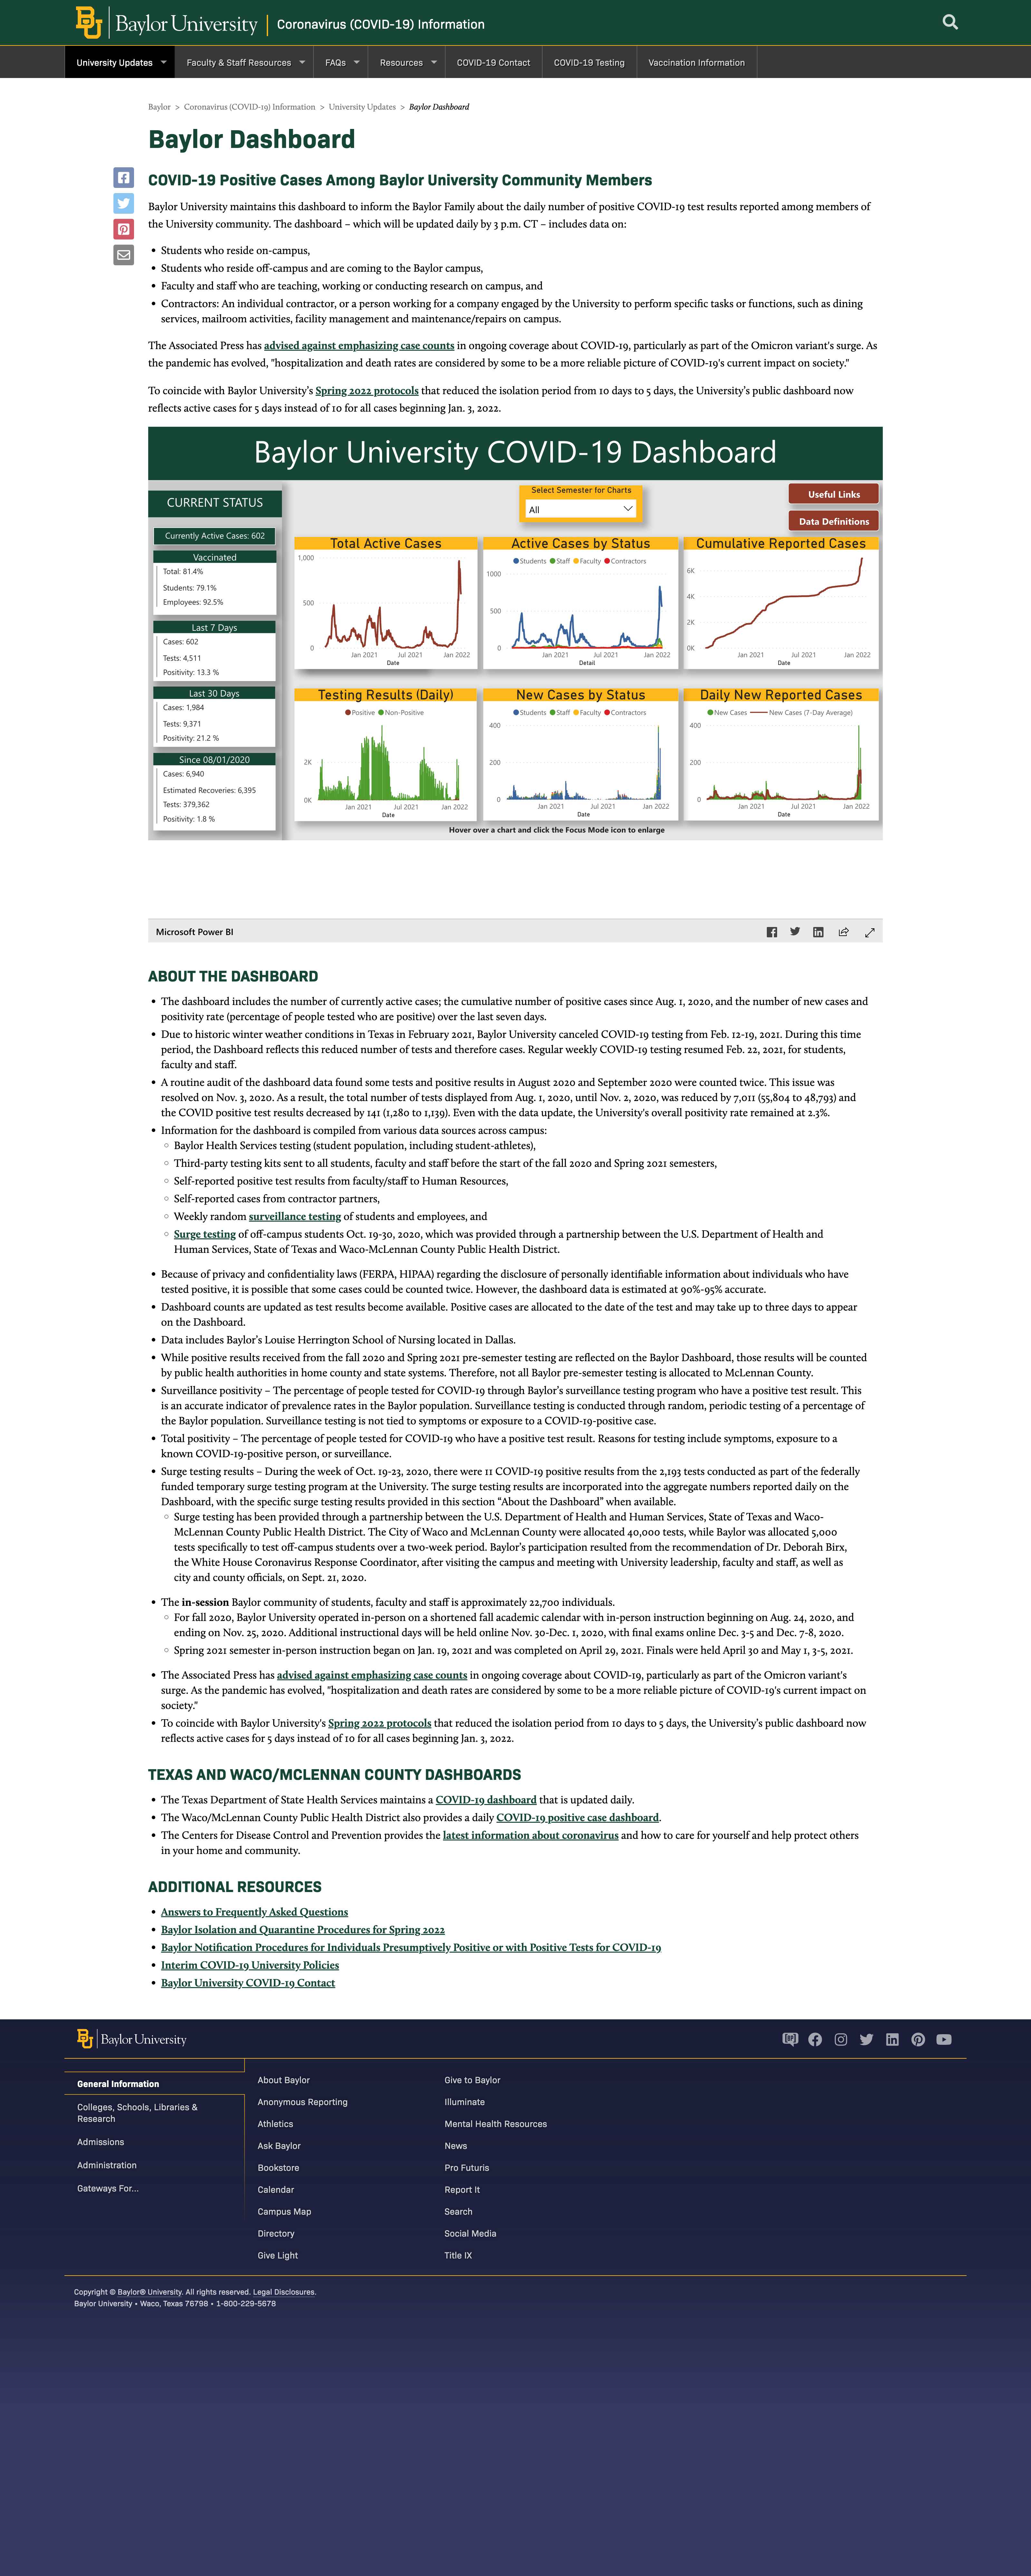 BU Baylor University | Coronavirus (COVID-19) Information
University Updates Faculty & Staff Resources FAQs Resources COVID-19 Contact COVID-19 Testing Vaccination Information
Baylor > Coronavirus (COVID-19) Information > University Updates > Baylor Dashboard
Baylor Dashboard
COVID-19 Positive Cases Among Baylor University Community Members
Baylor University maintains this dashboard to inform the Baylor Family about the daily number of positive COVID-19 test results reported among members of
the University community. The dashboard – which will be updated daily by 3 p.m. CT – includes data on:
• Students who reside on-campus,
• Students who reside off-campus and are coming to the Baylor campus,
• Faculty and staff who are teaching, working or conducting research on campus, and
• Contractors: An individual contractor, or a person working for a company engaged by the University to perform specific tasks or functions, such as dining
services, mailroom activities, facility management and maintenance/repairs on campus.
The Associated Press has advised against emphasizing case counts in ongoing coverage about COVID-19, particularly as part of the Omicron variant's surge. As
the pandemic has evolved, "hospitalization and death rates are considered by some to be a more reliable picture of COVID-19's current impact on society."
To coincide with Baylor University's Spring 2022 protocols that reduced the isolation period from 10 days to 5 days, the University's public dashboard now
reflects active cases for 5 days instead of 10 for all cases beginning Jan. 3, 2022.
Baylor University COVID-19 Dashboard
CURRENT STATUS
Currently Active Cases: 602
Vaccinated
Total: 81.4%
Students: 79.1%
Employees: 92.5%
Last 7 Days
Cases: 602
Tests: 4,511
Positivity: 13.3 %
Last 30 Days
Cases: 1,984
Tests: 9,371
Positivity: 21.2 %
Since 08/01/2020
Cases: 6,940
Estimated Recoveries: 6,395
Tests: 379,362
Positivity: 1.8 %
Select Semester for Charts
All
Useful Links
Data Definitions
Total Active Cases
1,000
500
0
Jan 2021 Jul 2021 Jan 2022
Date
Active Cases by Status
Students Staff Faculty Contractors
1000
500
0
Jan 2021 Jul 2021 Jan 2022
Detail
Cumulative Reported Cases
6K
4K
2K
0K
Jan 2021 Jul 2021 Jan 2022
Date
Testing Results (Daily)
Positive Non-Positive
2K
0K
Jan 2021 Jul 2021 Jan 2022
Date
New Cases by Status
Students Staff Faculty Contractors
400
200
0
Jan 2021 Jul 2021 Jan 2022
Date
Daily New Reported Cases
New Cases New Cases (7-Day Average)
400
200
0
Jan 2021 Jul 2021 Jan 2022
Date
Hover over a chart and click the Focus Mode icon to enlarge
Microsoft Power BI
ABOUT THE DASHBOARD
• The dashboard includes the number of currently active cases; the cumulative number of positive cases since Aug. 1, 2020, and the number of new cases and
positivity rate (percentage of people tested who are positive) over the last seven days.
• Due to historic winter weather conditions in Texas in February 2021, Baylor University canceled COVID-19 testing from Feb. 12-19, 2021. During this time
period, the Dashboard reflects this reduced number of tests and therefore cases. Regular weekly COVID-19 testing resumed Feb. 22, 2021, for students,
faculty and staff.
• A routine audit of the dashboard data found some tests and positive results in August 2020 and September 2020 were counted twice. This issue was
resolved on Nov. 3, 2020. As a result, the total number of tests displayed from Aug. 1, 2020, until Nov. 2, 2020, was reduced by 7,011 (55,804 to 48,793) and
the COVID positive test results decreased by 141 (1,280 to 1,139). Even with the data update, the University's overall positivity rate remained at 2.3%.
• Information for the dashboard is compiled from various data sources across campus:
◦ Baylor Health Services testing (student population, including student-athletes),
◦ Third-party testing kits sent to all students, faculty and staff before the start of the fall 2020 and Spring 2021 semesters,
◦ Self-reported positive test results from faculty/staff to Human Resources,
◦ Self-reported cases from contractor partners,
◦ Weekly random surveillance testing of students and employees, and
◦ Surge testing of off-campus students Oct. 19-30, 2020, which was provided through a partnership between the U.S. Department of Health and
Human Services, State of Texas and Waco-McLennan County Public Health District.
• Because of privacy and confidentiality laws (FERPA, HIPAA) regarding the disclosure of personally identifiable information about individuals who have
tested positive, it is possible that some cases could be counted twice. However, the dashboard data is estimated at 90%-95% accurate.
• Dashboard counts are updated as test results become available. Positive cases are allocated to the date of the test and may take up to three days to appear
on the Dashboard.
• Data includes Baylor's Louise Herrington School of Nursing located in Dallas.
• While positive results received from the fall 2020 and Spring 2021 pre-semester testing are reflected on the Baylor Dashboard, those results will be counted
by public health authorities in home county and state systems. Therefore, not all Baylor pre-semester testing is allocated to McLennan County.
• Surveillance positivity – The percentage of people tested for COVID-19 through Baylor's surveillance testing program who have a positive test result. This
is an accurate indicator of prevalence rates in the Baylor population. Surveillance testing is conducted through random, periodic testing of a percentage of
the Baylor population. Surveillance testing is not tied to symptoms or exposure to a COVID-19-positive case.
• Total positivity – The percentage of people tested for COVID-19 who have a positive test result. Reasons for testing include symptoms, exposure to a
known COVID-19-positive person, or surveillance.
• Surge testing results – During the week of Oct. 19-23, 2020, there were 11 COVID-19 positive results from the 2,193 tests conducted as part of the federally
funded temporary surge testing program at the University. The surge testing results are incorporated into the aggregate numbers reported daily on the
Dashboard, with the specific surge testing results provided in this section “About the Dashboard” when available.
◦ Surge testing has been provided through a partnership between the U.S. Department of Health and Human Services, State of Texas and Waco-
McLennan County Public Health District. The City of Waco and McLennan County were allocated 40,000 tests, while Baylor was allocated 5,000
tests specifically to test off-campus students over a two-week period. Baylor's participation resulted from the recommendation of Dr. Deborah Birx,
the White House Coronavirus Response Coordinator, after visiting the campus and meeting with University leadership, faculty and staff, as well as
city and county officials, on Sept. 21, 2020.
• The in-session Baylor community of students, faculty and staff is approximately 22,700 individuals.
◦ For fall 2020, Baylor University operated in-person on a shortened fall academic calendar with in-person instruction beginning on Aug. 24, 2020, and
ending on Nov. 25, 2020. Additional instructional days will be held online Nov. 30-Dec. 1, 2020, with final exams online Dec. 3-5 and Dec. 7-8, 2020.
◦ Spring 2021 semester in-person instruction began on Jan. 19, 2021 and was completed on April 29, 2021. Finals were held April 30 and May 1, 3-5, 2021.
• The Associated Press has advised against emphasizing case counts in ongoing coverage about COVID-19, particularly as part of the Omicron variant's
surge. As the pandemic has evolved, "hospitalization and death rates are considered by some to be a more reliable picture of COVID-19's current impact on
society."
• To coincide with Baylor University's Spring 2022 protocols that reduced the isolation period from 10 days to 5 days, the University's public dashboard now
reflects active cases for 5 days instead of 10 for all cases beginning Jan. 3, 2022.
TEXAS AND WACO/MCLENNAN COUNTY DASHBOARDS
• The Texas Department of State Health Services maintains a COVID-19 dashboard that is updated daily.
• The Waco/McLennan County Public Health District also provides a daily COVID-19 positive case dashboard.
• The Centers for Disease Control and Prevention provides the latest information about coronavirus and how to care for yourself and help protect others
in your home and community.
ADDITIONAL RESOURCES
• Answers to Frequently Asked Questions
• Baylor Isolation and Quarantine Procedures for Spring 2022
• Baylor Notification Procedures for Individuals Presumptively Positive or with Positive Tests for COVID-19
• Interim COVID-19 University Policies
• Baylor University COVID-19 Contact
BU Baylor University
General Information
Colleges, Schools, Libraries &
Research
Admissions
Administration
Gateways For...
About Baylor
Anonymous Reporting
Athletics
Ask Baylor
Bookstore
Calendar
Campus Map
Directory
Give Light
Give to Baylor
Illuminate
Mental Health Resources
News
Pro Futuris
Report It
Search
Social Media
Title IX
Copyright © Baylor® University. All rights reserved. Legal Disclosures.
Baylor University • Waco, Texas 76798 • 1-800-229-5678